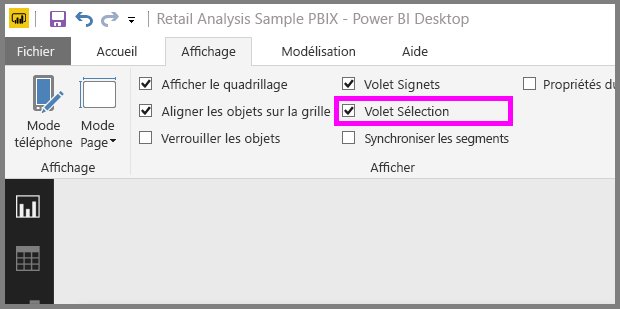 Retail Analysis Sample PBIX - Power BI Desktop
Fichier Accueil Affichage Modélisation Aide
Afficher le quadrillage Volet Signets Propriétés du
Aligner les objets sur la grille Volet Sélection
Mode téléphone Mode Page Verrouiller les objets Synchroniser les segments
Affichage Afficher